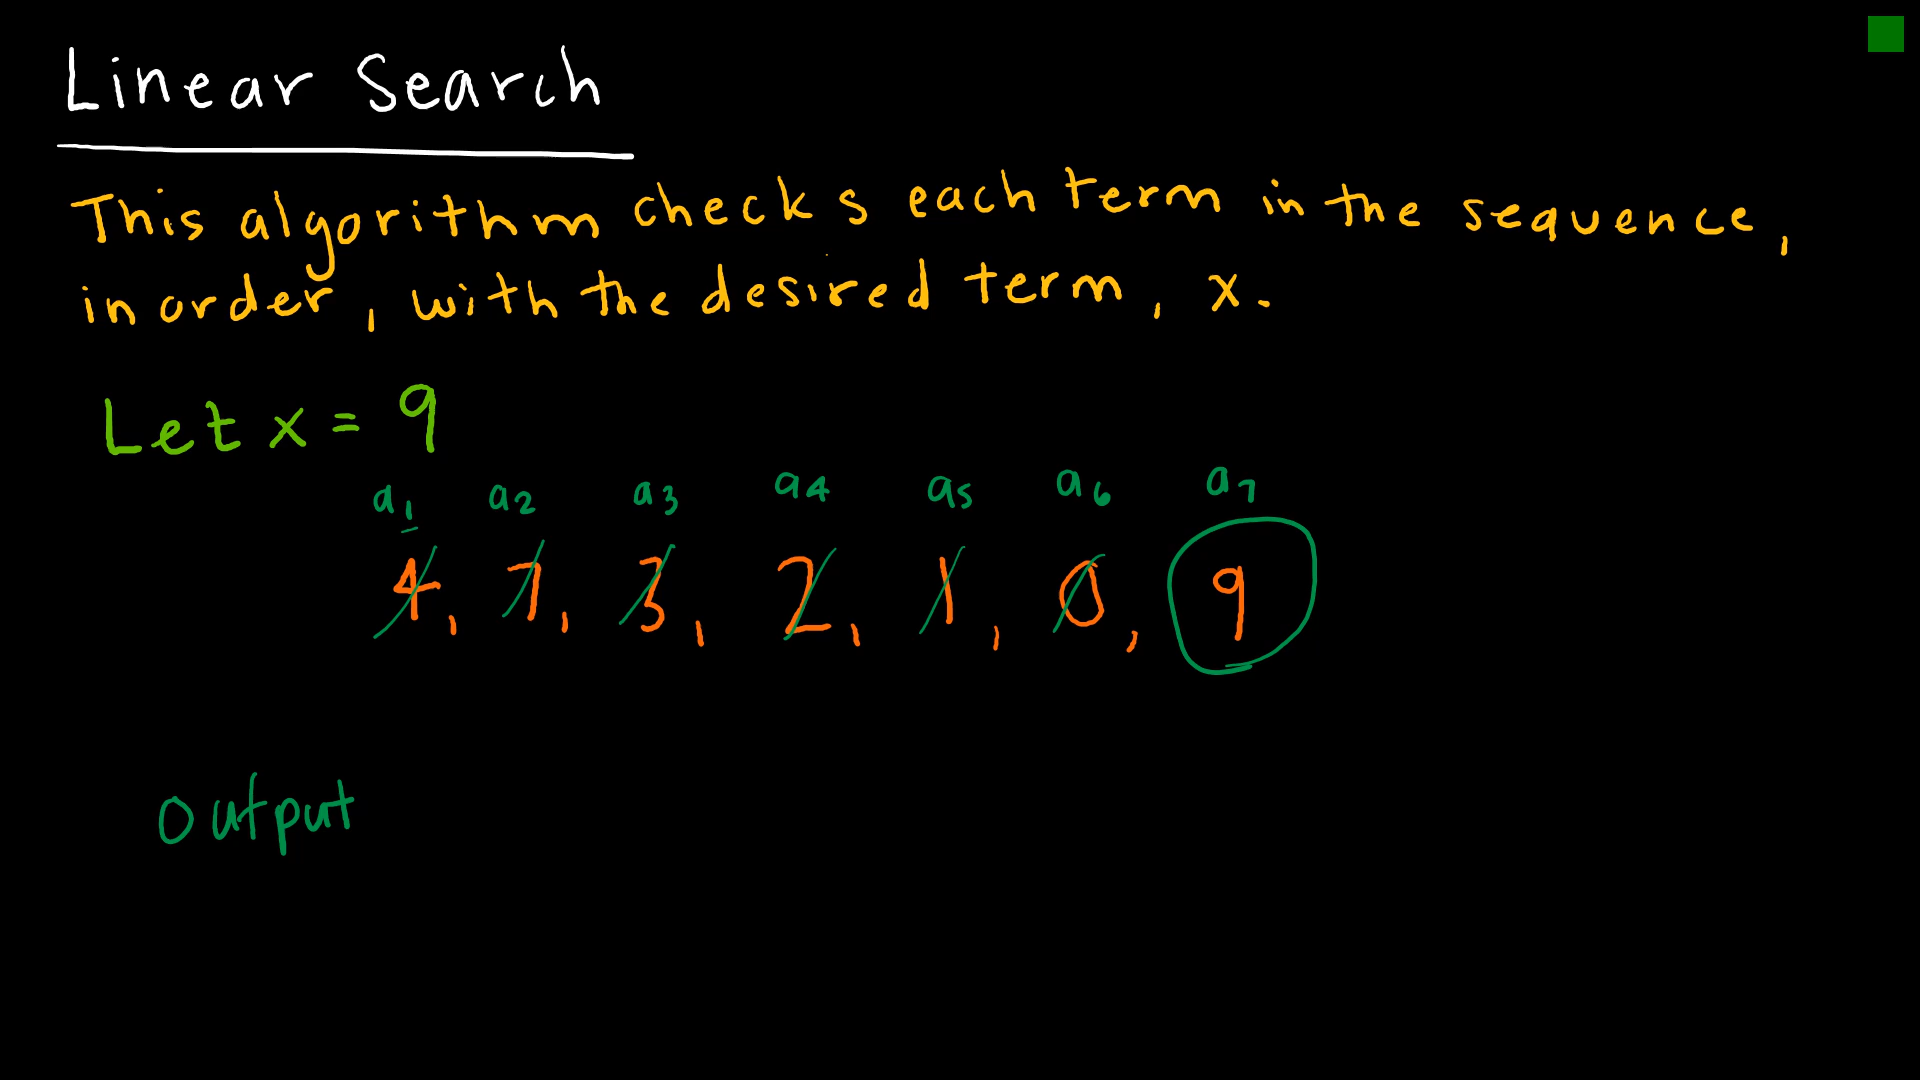 Linear Search
This algorithm checks each term in the sequence,
in order, with the desired term, x.
Let x = 9
a1 a2 a3 a4 a5 a6 a7
4, 7, 3, 2, 1, 0, 9
output